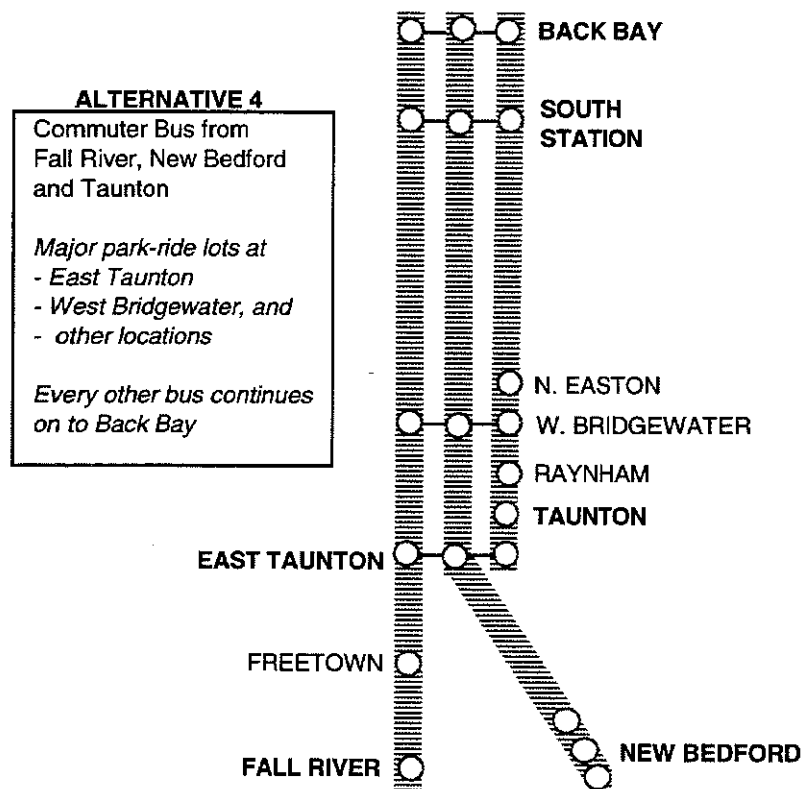 BACK BAY
ALTERNATIVE 4
Commuter Bus from
Fall River, New Bedford
and Taunton
Major park-ride lots at
- East Taunton
- West Bridgewater, and
- other locations
Every other bus continues
on to Back Bay
SOUTH
STATION
N. EASTON
W. BRIDGEWATER
RAYNHAM
TAUNTON
EAST TAUNTON
FREETOWN
NEW BEDFORD
FALL RIVER